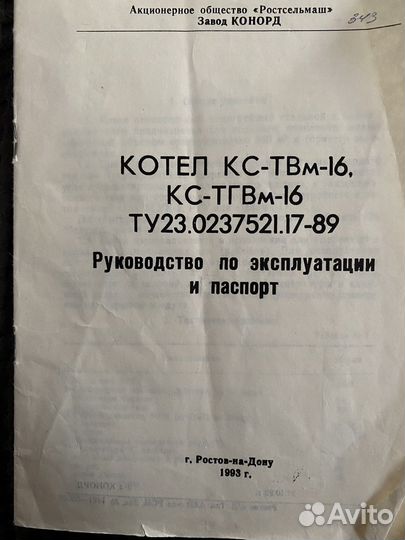 Акционерное общество «Ростсельмаш»
Завод КОНОРД
343
КОТЕЛ КС-ТВм-16,
КС-ТГВм-16
ТУ23.0237521.17-89
Руководство по эксплуатации
и паспорт
г. Ростов-на-Дону
1993 г.
Avito